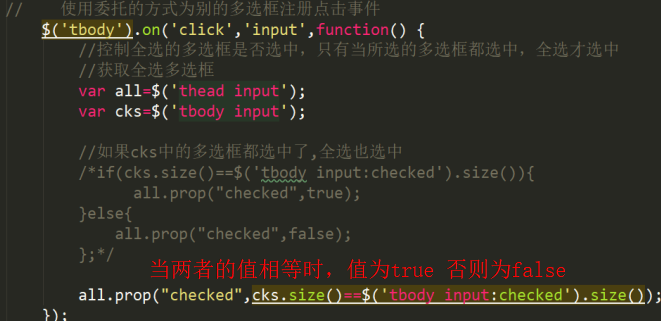 //    使用委托的方式为别的多选框注册点击事件
$('tbody').on('click','input',function() {
//控制全选的多选框是否选中，只有当所选的多选框都选中，全选才选中
//获取全选多选框
var all=$('thead input');
var cks=$('tbody input');
//如果cks中的多选框都选中了,全选也选中
/*if(cks.size()==$('tbody input:checked').size()){
all.prop("checked",true);
}else{
all.prop("checked",false);
};*/
当两者的值相等时，值为true 否则为false
all.prop("checked",cks.size()==$('tbody input:checked').size());
});